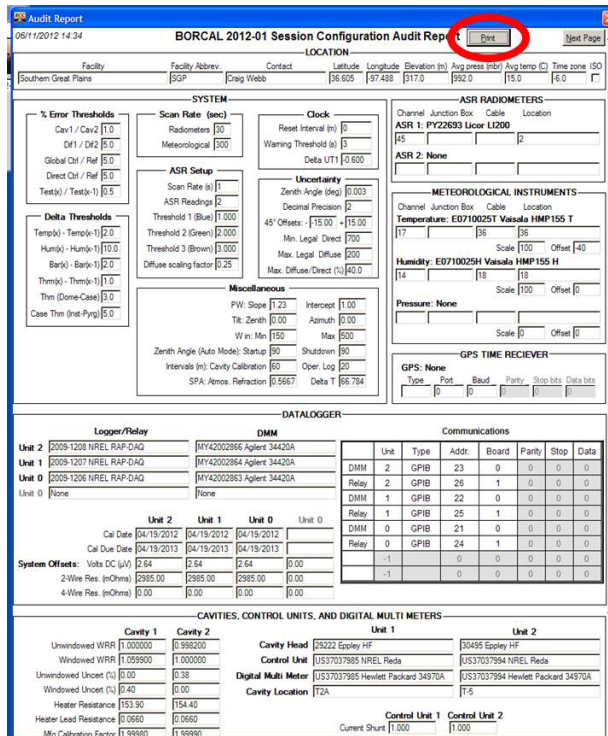 Audit Report
06/11/2012 14:34 BORCAL 2012-01 Session Configuration Audit Report Print Next Page
LOCATION
Facility Facility Abbrev. Contact Latitude Longitude Elevation (m) Avg press (mbr) Avg temp (C) Time zone ISO
Southern Great Plains SGP Craig Webb 36.605 -97.488 317.0 992.0 15.0 -6.0
SYSTEM
% Error Thresholds
Cav1 / Cav2 1.0
Dif1 / Dif2 5.0
Global Ctrl / Ref 5.0
Direct Ctrl / Ref 5.0
Test(x) / Test(x-1) 0.5
Delta Thresholds
Temp(x) - Temp(x-1) 2.0
Hum(x) - Hum(x-1) 10.0
Bar(x) - Bar(x-1) 2.0
Thrm(x) - Thrm(x-1) 1.0
Thrn (Dome-Case) 3.0
Case Thrn (Inst-Pyrg) 5.0
Scan Rate (sec)
Radiometers 30
Meteorological 300
ASR Setup
Scan Rate (s) 1
ASR Readings 2
Threshold 1 (Blue) 1.000
Threshold 2 (Green) 2.000
Threshold 3 (Brown) 3.000
Diffuse scaling factor 0.25
Clock
Reset Interval (m) 0
Warning Threshold (s) 3
Delta UT1 -0.600
Uncertainty
Zenith Angle (deg) 0.003
Decimal Precision 2
45° Offsets: - -15.00 + 15.00
Min. Legal Direct 700
Max. Legal Diffuse 200
Max. Diffuse/Direct (%) 40.0
Miscellaneous
PW: Slope 1.23 Intercept 1.00
Tilt: Zenith 0.00 Azimuth 0.00
W in: Min 150 Max 500
Zenith Angle (Auto Mode): Startup 90 Shutdown 90
Intervals (m): Cavity Calibration 60 Oper. Log 20
SPA: Atmos. Refraction 0.5667 Delta T 66.784
ASR RADIOMETERS
Channel Junction Box Cable Location
ASR 1: PY22693 Licor LI200
45 2
ASR 2: None
METEOROLOGICAL INSTRUMENTS
Channel Junction Box Cable Location
Temperature: E0710025T Vaisala HMP155 T
17 36 36
Scale 100 Offset -40
Humidity: E0710025H Vaisala HMP155 H
14 18 18
Scale 100 Offset 0
Pressure: None
Scale 0 Offset 0
GPS TIME RECIEVER
GPS: None
Type Port Baud Parity Stop bits Data bits
0 0 0 0
DATALOGGER
Logger/Relay DMM
Unit 2 2009-1208 NREL RAP-DAQ MY42002866 Agilent 34420A
Unit 1 2009-1207 NREL RAP-DAQ MY42002864 Agilent 34420A
Unit 0 2009-1206 NREL RAP-DAQ MY42002863 Agilent 34420A
Unit 0 None None
Unit 2 Unit 1 Unit 0 Unit 0
Cal Date 04/19/2012 04/19/2012 04/19/2012
Cal Due Date 04/19/2013 04/19/2013 04/19/2013
System Offsets: Volts DC (µV) 2.64 2.64 2.64 0.00
2-Wire Res. (mOhms) 2985.00 2985.00 2985.00 0.00
4-Wire Res. (mOhms) 0.00 0.00 0.00 0.00
Communications
Unit Type Addr. Board Parity Stop Data
DMM 2 GPIB 23 0 0 0 0
Relay 2 GPIB 26 1 0 0 0
DMM 1 GPIB 22 0 0 0 0
Relay 1 GPIB 25 1 0 0 0
DMM 0 GPIB 21 0 0 0 0
Relay 0 GPIB 24 1 0 0 0
-1 0 0 0 0 0
-1 0 0 0 0 0
CAVITIES, CONTROL UNITS, AND DIGITAL MULTI METERS
Cavity 1 Cavity 2
Unwindowed WRR 1.000000 0.998200
Windowed WRR 1.059900 1.000000
Unwindowed Uncert (%) 0.00 0.38
Windowed Uncert (%) 0.40 0.00
Heater Resistance 153.90 154.40
Heater Lead Resistance 0.0660 0.0660
Mfg Calibration Factor 1.99980 1.99990
Unit 1 Unit 2
Cavity Head 29222 Eppley HF 30495 Eppley HF
Control Unit US37037985 NREL Reda US37037994 NREL Reda
Digital Multi Meter US37037985 Hewlett Packard 34970A US37037994 Hewlett Packard 34970A
Cavity Location T2A T-5
Control Unit 1 Control Unit 2
Current Shunt 1.000 1.000